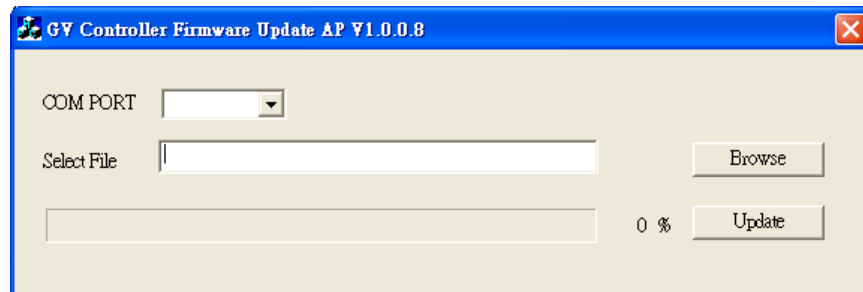 GV Controller Firmware Update AP V1.0.0.8
COM PORT
Select File
Browse
0 %
Update